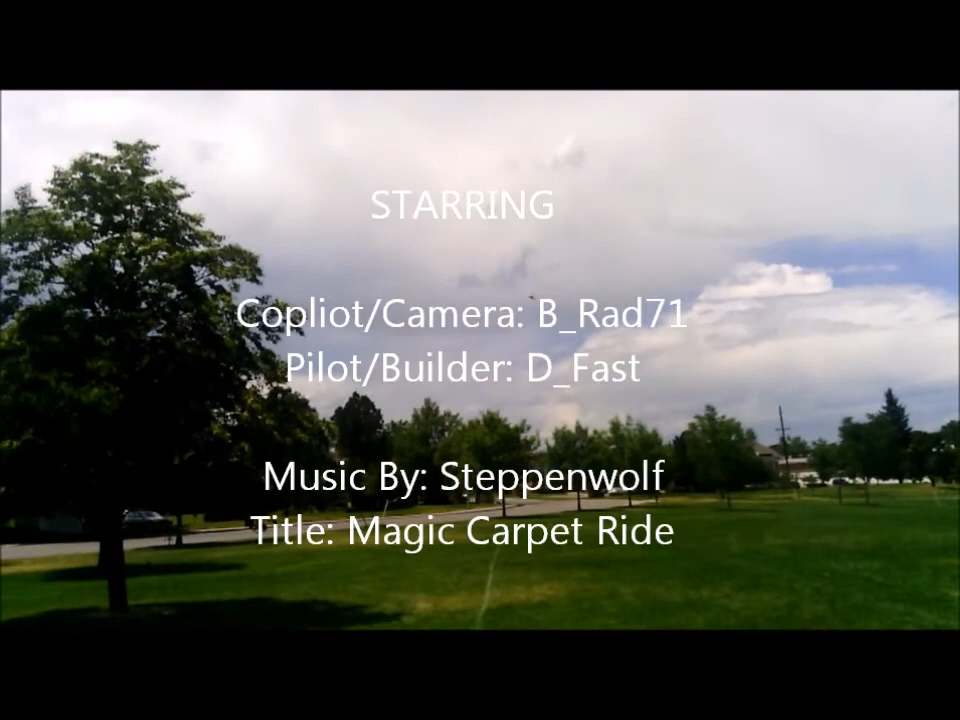 STARRING
Copliot/Camera: B_Rad71
Pilot/Builder: D_Fast
Music By: Steppenwolf
Title: Magic Carpet Ride